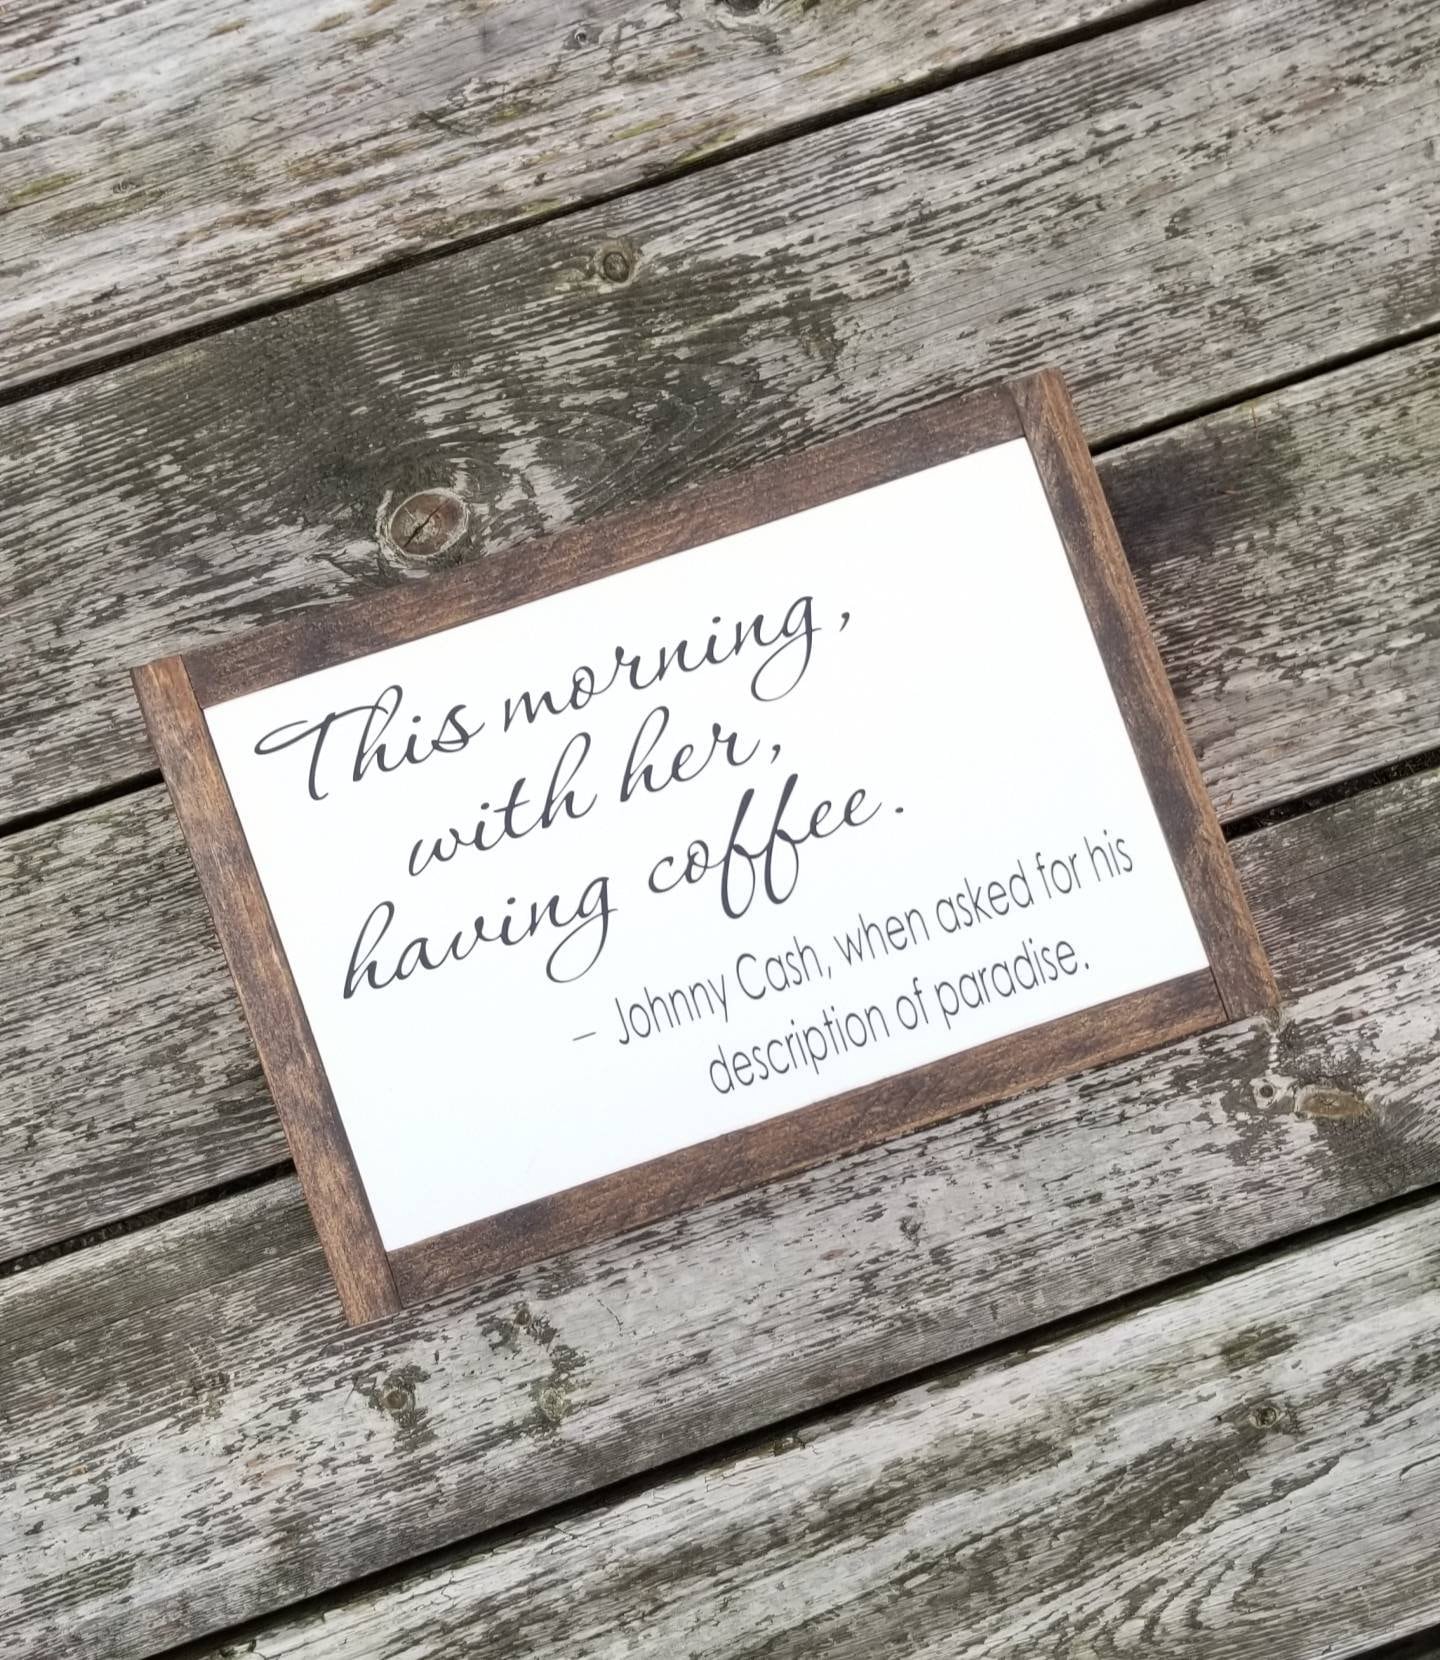 This morning,
with her,
having coffee.
– Johnny Cash, when asked for his
description of paradise.